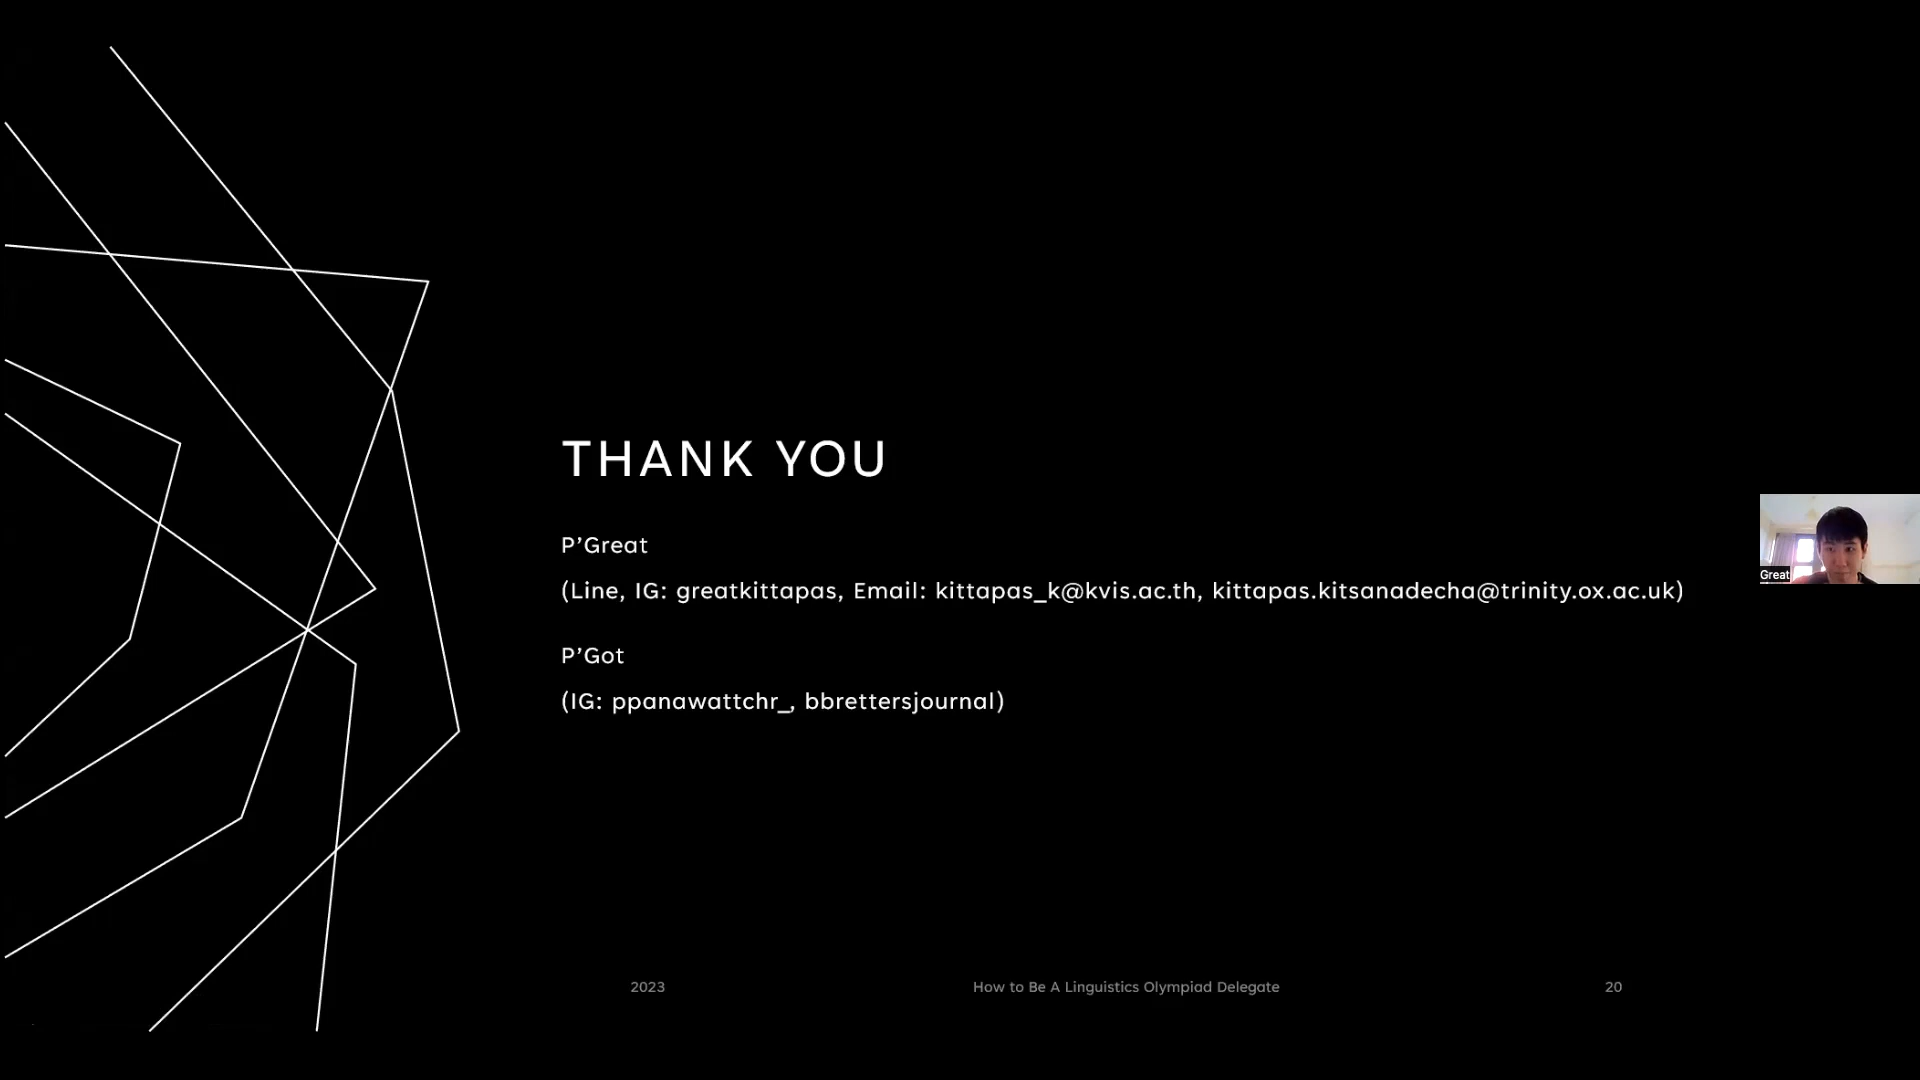 THANK YOU
P’Great
(Line, IG: greatkittapas, Email: kittapas_k@kvis.ac.th, kittapas.kitsanadecha@trinity.ox.ac.uk)
Great
P’Got
(IG: ppanawattchr_, bbrettersjournal)
2023 How to Be A Linguistics Olympiad Delegate 20